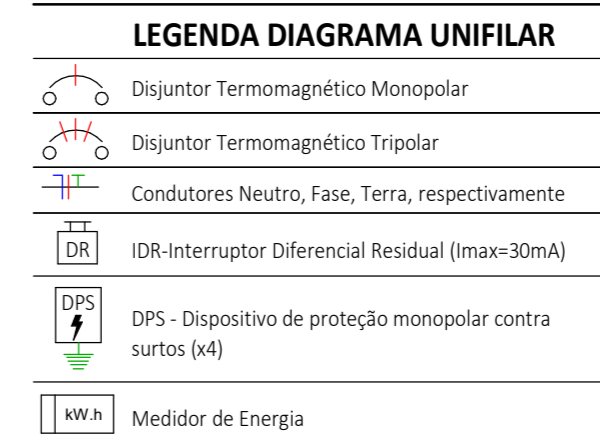 LEGENDA DIAGRAMA UNIFILAR
Disjuntor Termomagnético Monopolar
Disjuntor Termomagnético Tripolar
Condutores Neutro, Fase, Terra, respectivamente
DR
IDR-Interruptor Diferencial Residual (Imax=30mA)
DPS
DPS - Dispositivo de proteção monopolar contra
surtos (x4)
kW.h
Medidor de Energia